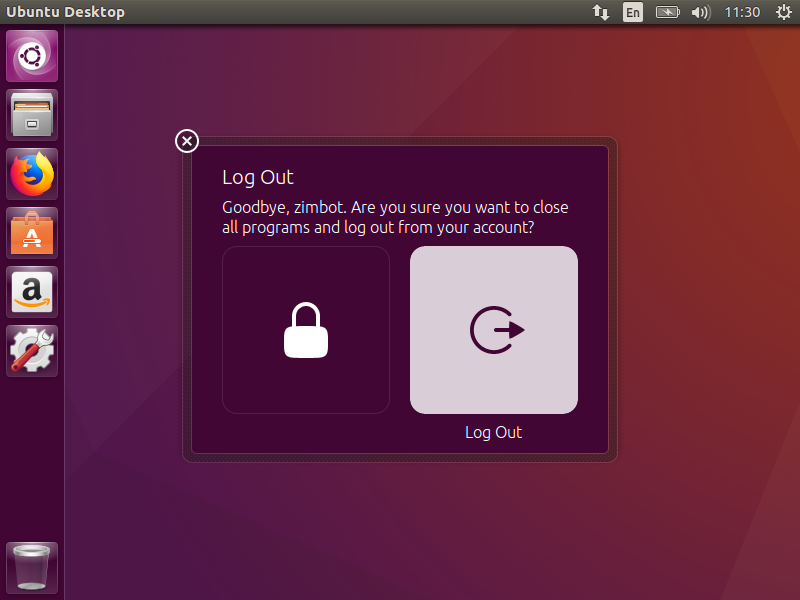 Ubuntu Desktop
En
11:30
Log Out
Goodbye, zimbot. Are you sure you want to close
all programs and log out from your account?
Log Out